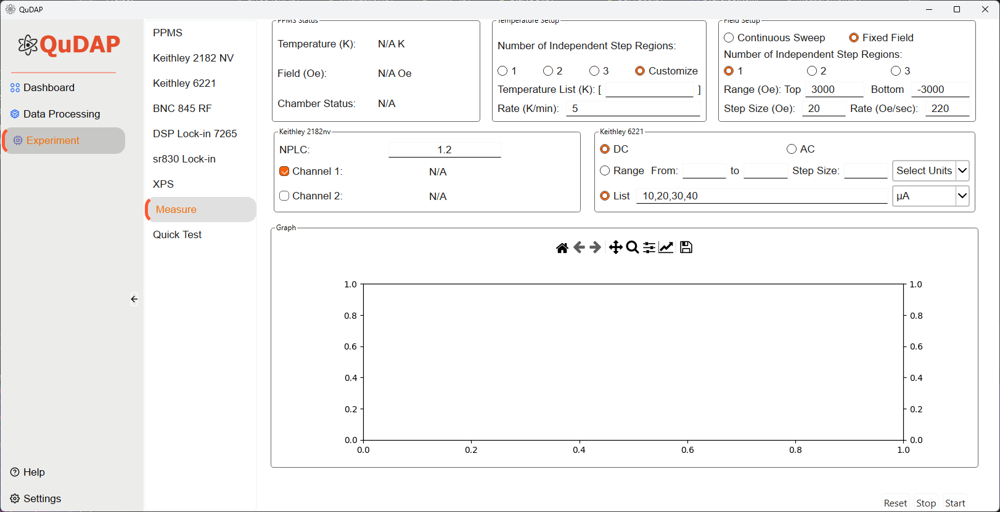 QuDAP
QuDAP
Dashboard
Data Processing
Experiment
Help
Settings
PPMS
Keithley 2182 NV
Keithley 6221
BNC 845 RF
DSP Lock-in 7265
sr830 Lock-in
XPS
Measure
Quick Test
PPMS Status
Temperature (K): N/A K
Field (Oe): N/A Oe
Chamber Status: N/A
Temperature Setup
Number of Independent Step Regions:
1 2 3 Customize
Temperature List (K): [ ]
Rate (K/min): 5
Field Setup
Continuous Sweep Fixed Field
Number of Independent Step Regions:
1 2 3
Range (Oe): Top 3000 Bottom -3000
Step Size (Oe): 20 Rate (Oe/sec): 220
Keithley 2182nv
NPLC: 1.2
Channel 1: N/A
Channel 2: N/A
Keithley 6221
DC AC
Range From: to Step Size: Select Units
List 10,20,30,40 µA
Graph
1.0 1.0
0.8 0.8
0.6 0.6
0.4 0.4
0.2 0.2
0.0 0.0
0.0 0.2 0.4 0.6 0.8 1.0
Reset Stop Start